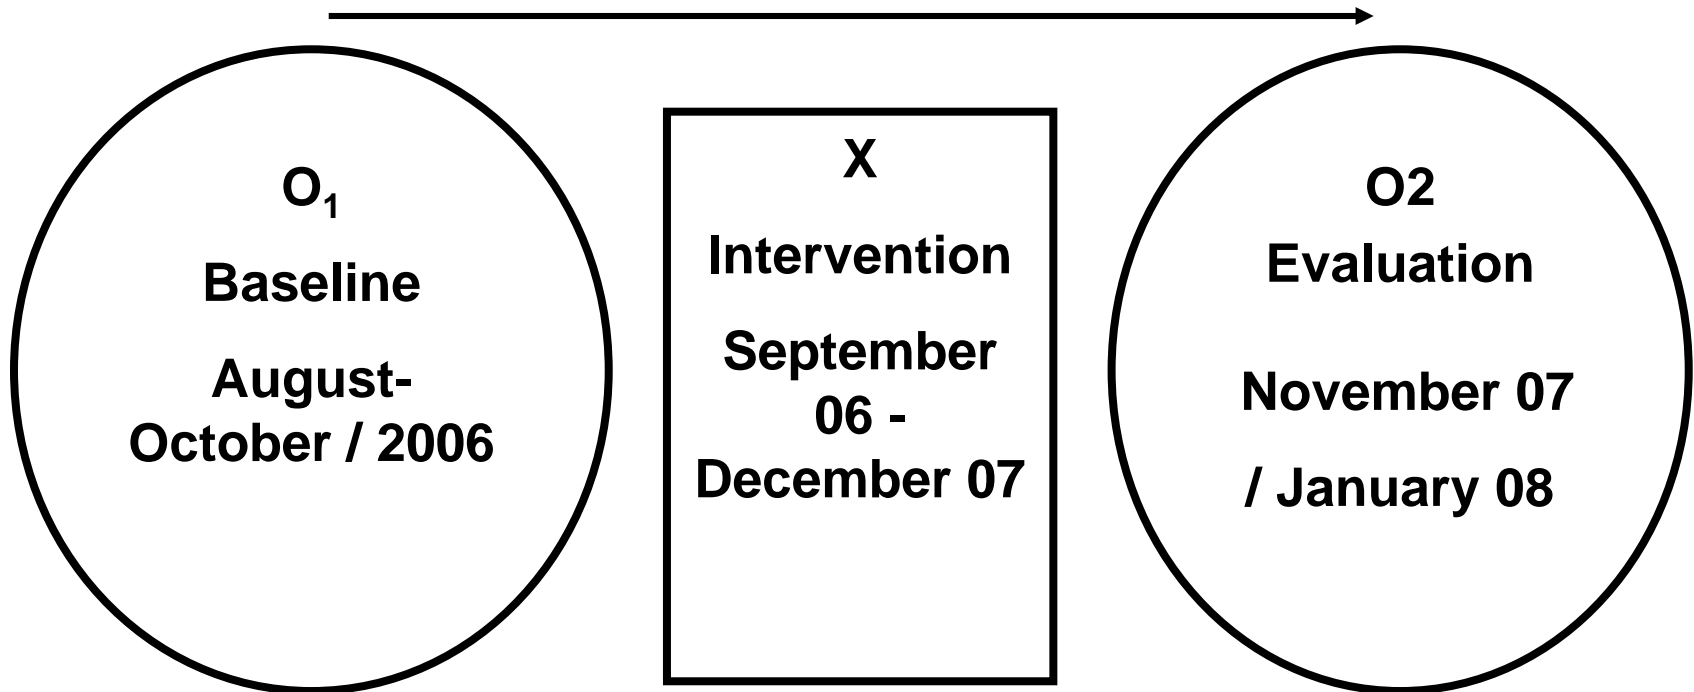 O₁
Baseline
August-
October / 2006
X
Intervention
September
06 -
December 07
O2
Evaluation
November 07
/ January 08